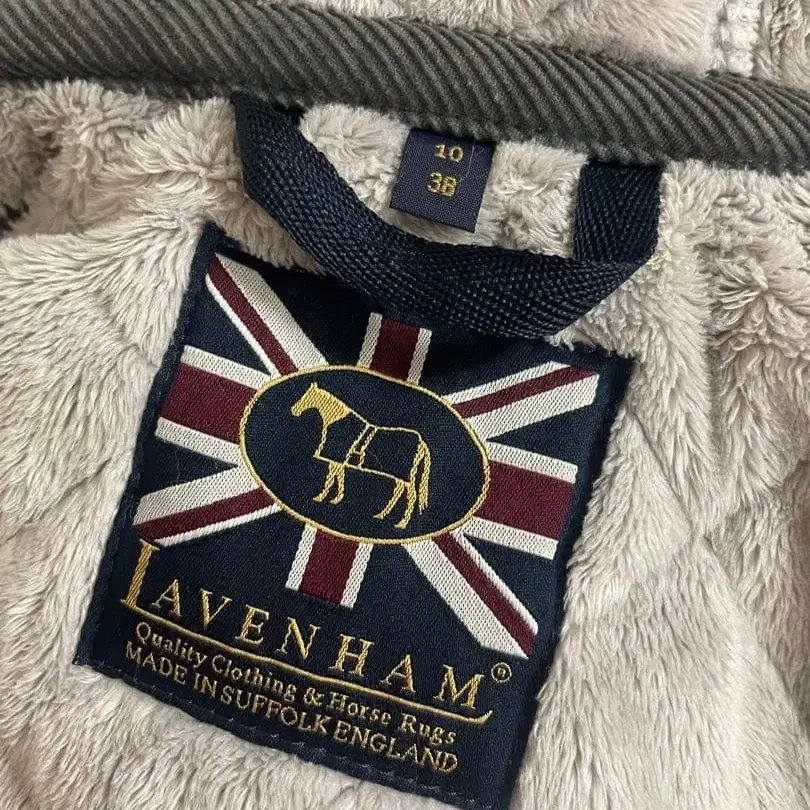 10
38
LAVENHAM®
Quality Clothing & Horse Rugs
MADE IN SUFFOLK ENGLAND